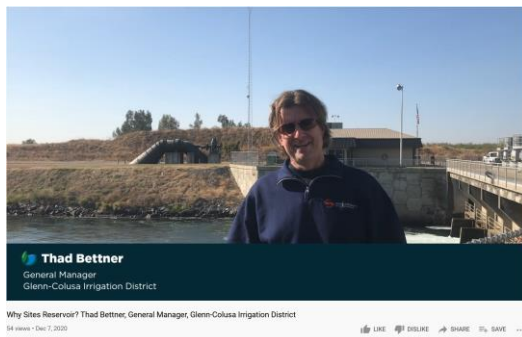 Thad Bettner
General Manager
Glenn-Colusa Irrigation District
Why Sites Reservoir? Thad Bettner, General Manager, Glenn-Colusa Irrigation District
54 views • Dec 7, 2020
LIKE DISLIKE SHARE SAVE ...